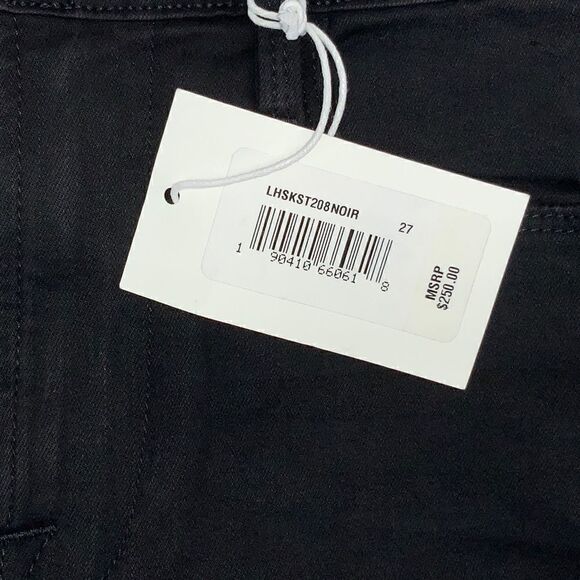 LHSKST208NOIR
27
1 90410 66061 8
MSRP
$250.00